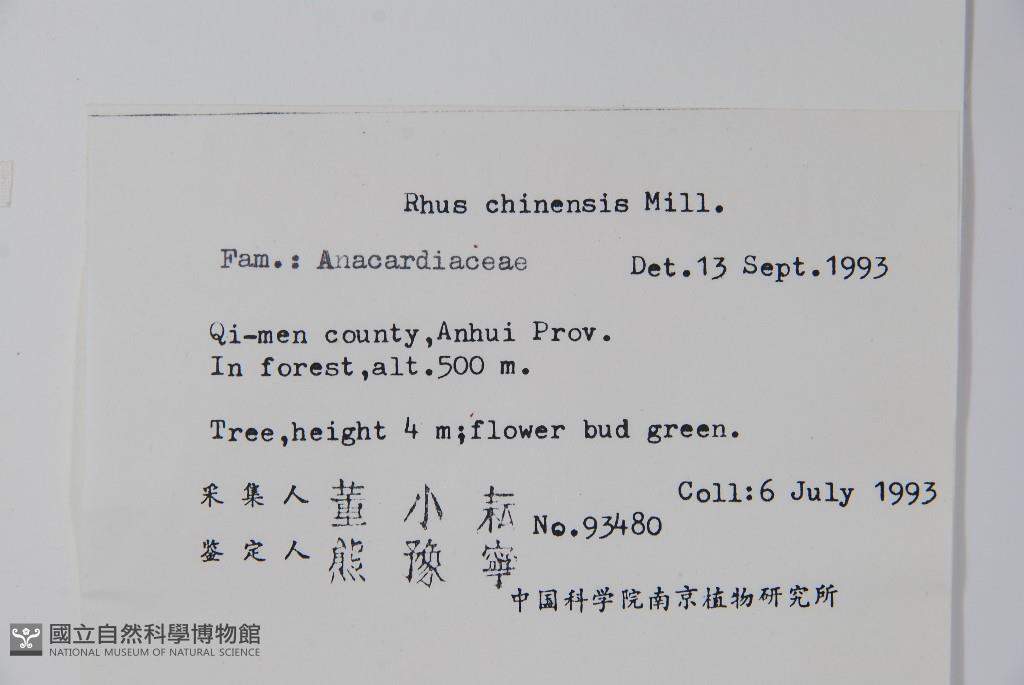 Rhus chinensis Mill.
Fam.: Anacardiaceae Det.13 Sept.1993
Qi-men county,Anhui Prov.
In forest,alt.500 m.
Tree,height 4 m;flower bud green.
采集人 董小耘 Coll:6 July 1993
No.93480
鉴定人 熊豫寧
中国科学院南京植物研究所
國立自然科學博物館
NATIONAL MUSEUM OF NATURAL SCIENCE